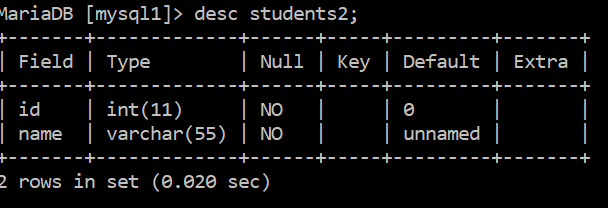 MariaDB [mysql1]> desc students2;
+-------+-------------+------+-----+---------+-------+
| Field | Type        | Null | Key | Default | Extra |
+-------+-------------+------+-----+---------+-------+
| id    | int(11)     | NO   |     | 0       |       |
| name  | varchar(55) | NO   |     | unnamed |       |
+-------+-------------+------+-----+---------+-------+
2 rows in set (0.020 sec)